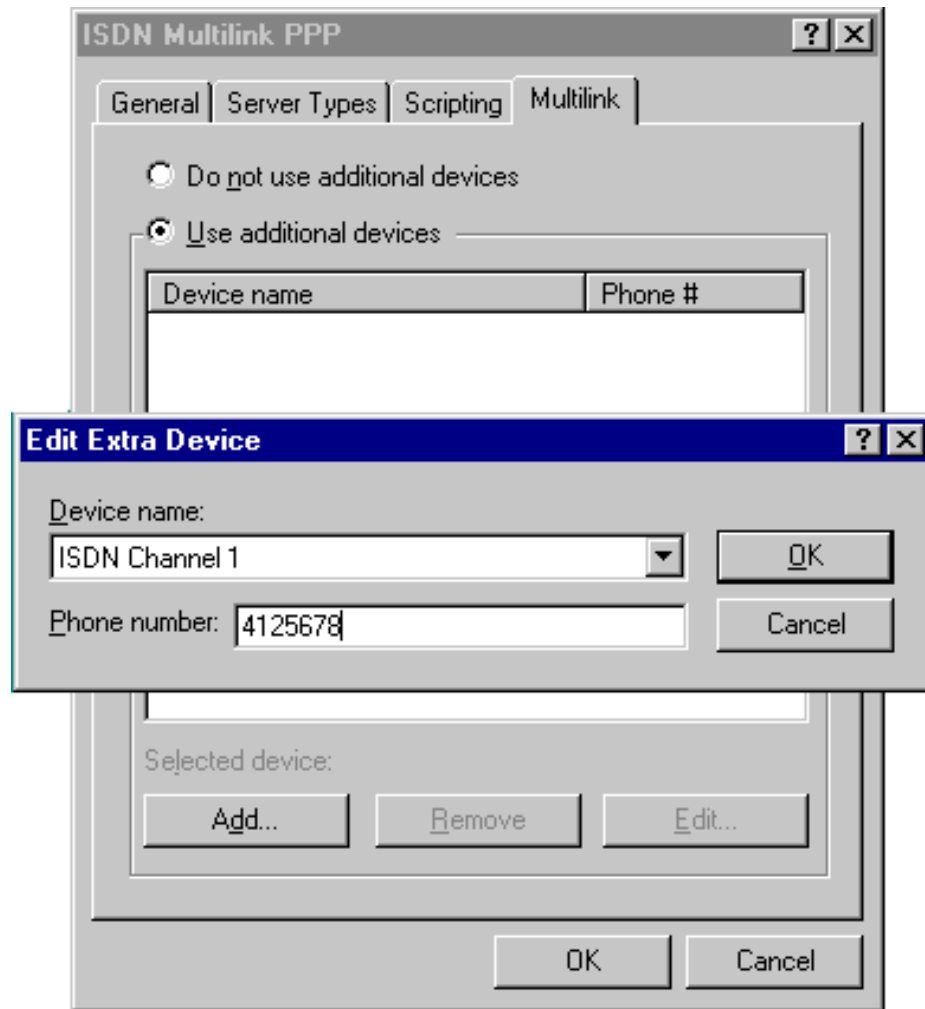 ISDN Multilink PPP
General Server Types Scripting Multilink
Do not use additional devices
Use additional devices
Device name Phone #
Edit Extra Device
Device name:
ISDN Channel 1
OK
Phone number: 4125678
Cancel
Selected device:
Add... Remove Edit...
OK Cancel